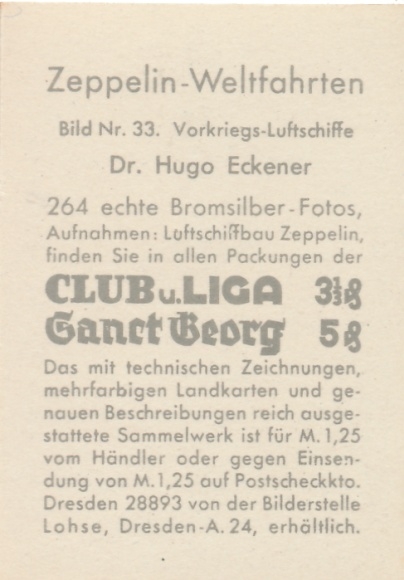 Zeppelin-Weltfahrten
Bild Nr. 33. Vorkriegs-Luftschiffe
Dr. Hugo Eckener
264 echte Bromsilber-Fotos,
Aufnahmen: Luftschiffbau Zeppelin,
finden Sie in allen Packungen der
CLUB u. LIGA 3⅓ ₰
Sanct Georg 5 ₰
Das mit technischen Zeichnungen,
mehrfarbigen Landkarten und ge-
nauen Beschreibungen reich ausge-
stattete Sammelwerk ist für M. 1,25
vom Händler oder gegen Einsen-
dung von M. 1,25 auf Postscheckkto.
Dresden 28893 von der Bilderstelle
Lohse, Dresden-A. 24, erhältlich.